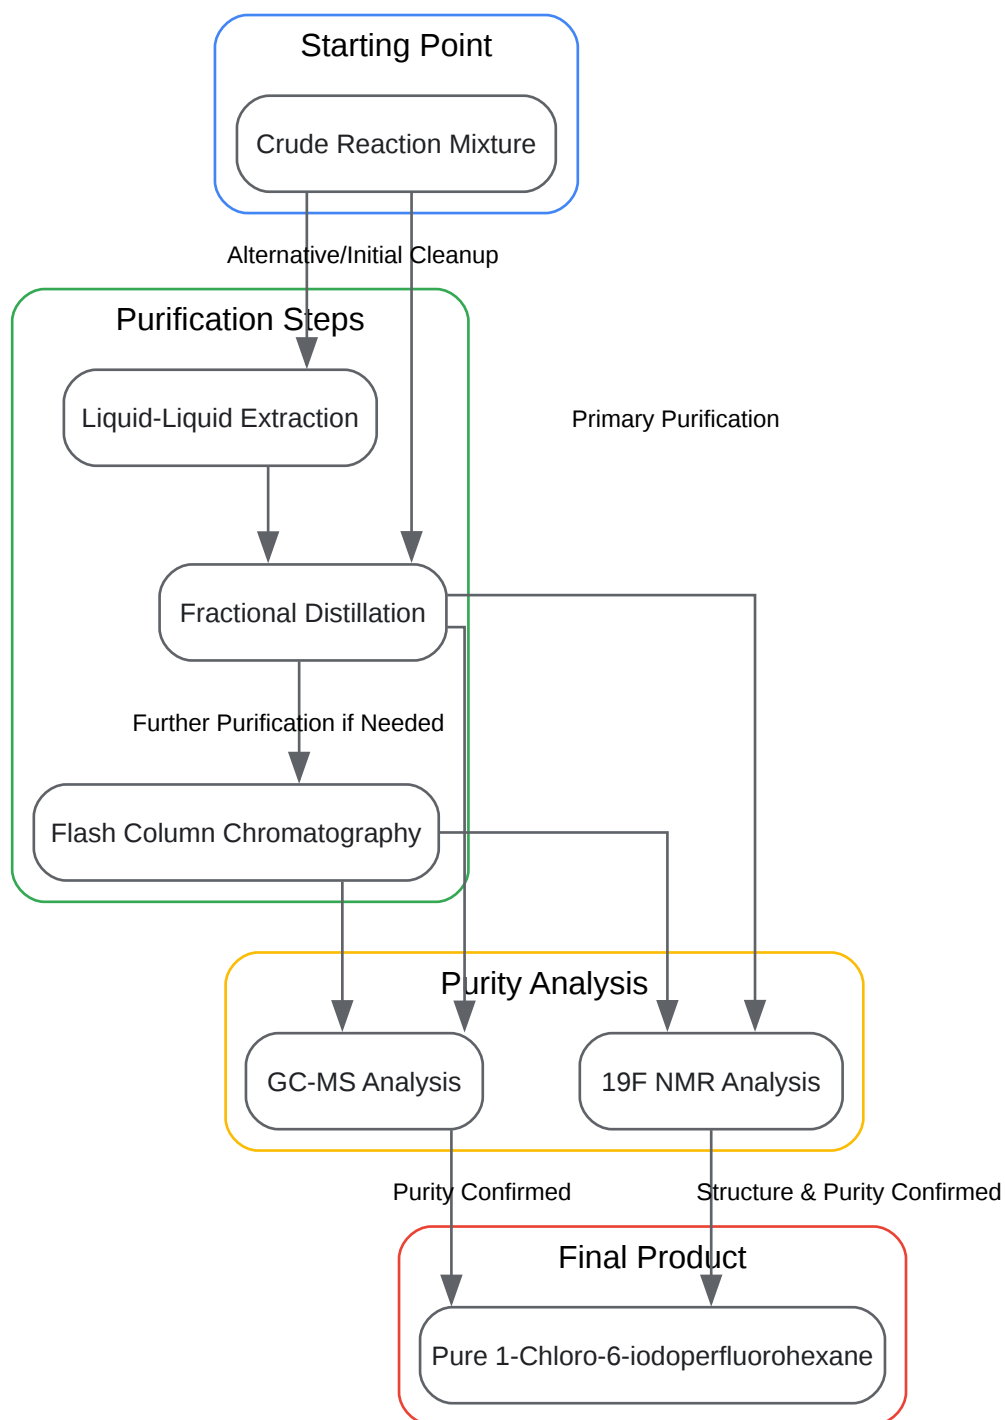 Starting Point
Crude Reaction Mixture
Alternative/Initial Cleanup
Purification Steps
Liquid-Liquid Extraction
Primary Purification
Fractional Distillation
Further Purification if Needed
Flash Column Chromatography
Purity Analysis
GC-MS Analysis
19F NMR Analysis
Purity Confirmed
Structure & Purity Confirmed
Final Product
Pure 1-Chloro-6-iodoperfluorohexane